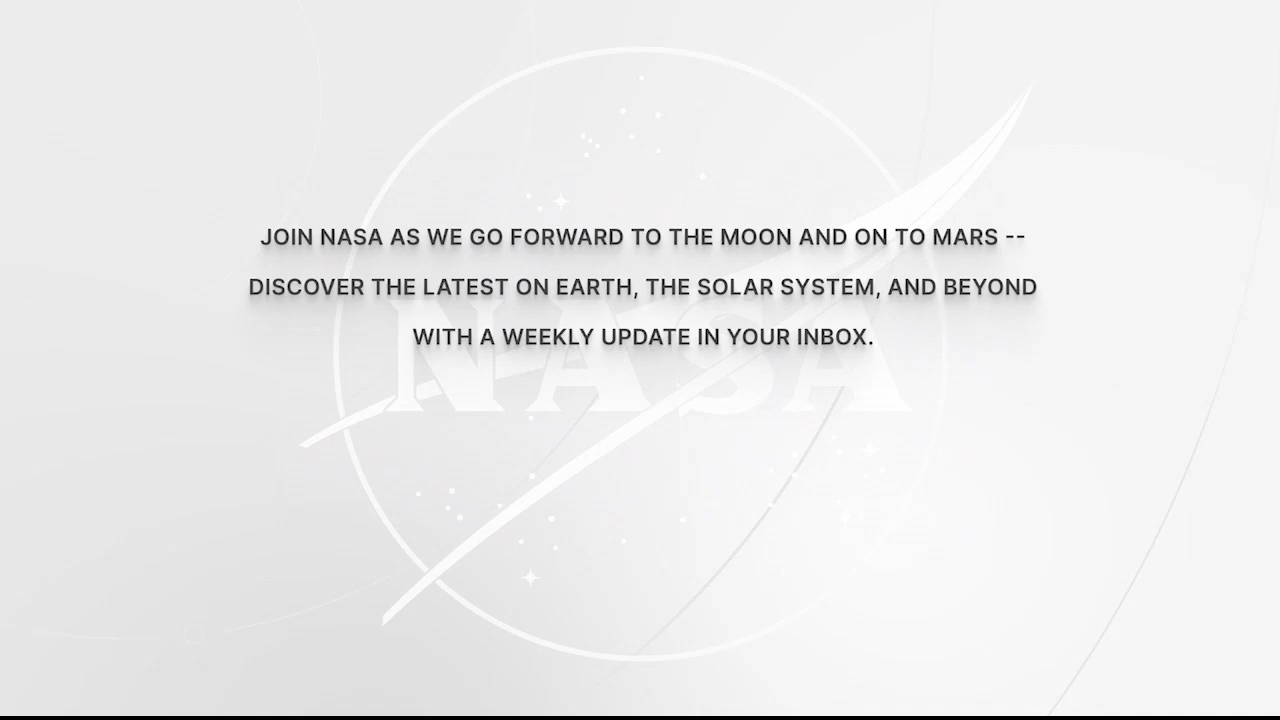 JOIN NASA AS WE GO FORWARD TO THE MOON AND ON TO MARS --
DISCOVER THE LATEST ON EARTH, THE SOLAR SYSTEM, AND BEYOND
WITH A WEEKLY UPDATE IN YOUR INBOX.
NASA